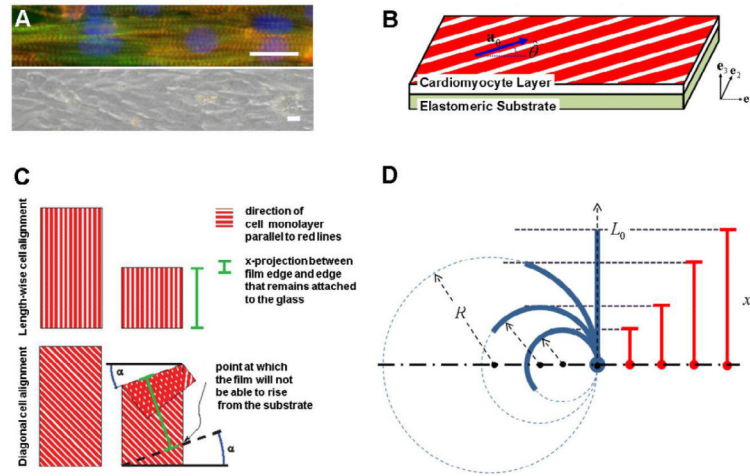 A
B
a₀
θ
Cardiomyocyte Layer
Elastomeric Substrate
e₃
e₂
e
C
Length-wise cell alignment
direction of
cell monolayer
parallel to red lines
x-projection between
film edge and edge
that remains attached
to the glass
Diagonal cell alignment
α
point at which
the film will not
be able to rise
from the substrate
α
D
L₀
R
x